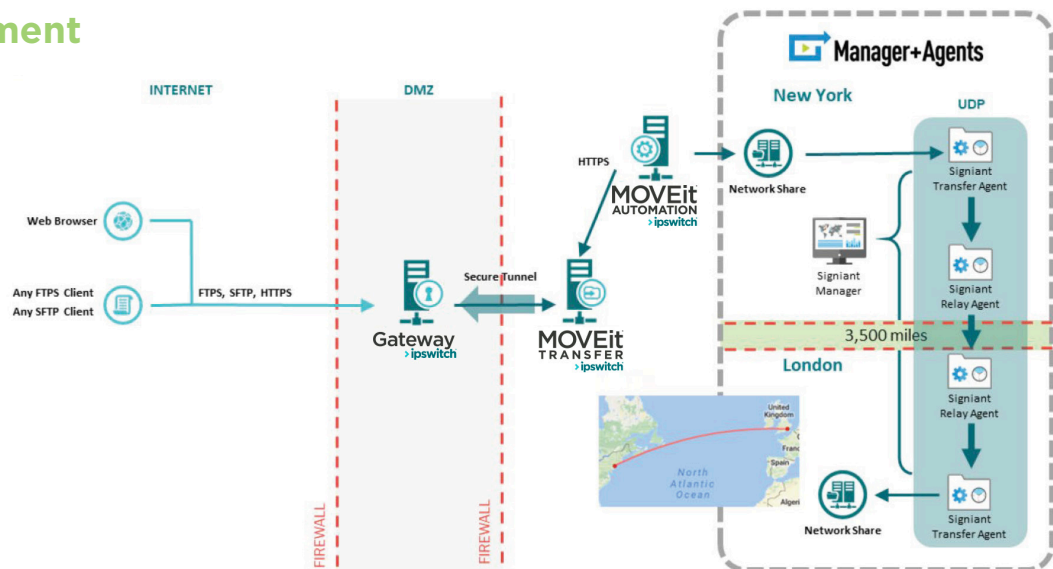 ment
INTERNET
DMZ
Manager+Agents
New York
UDP
HTTPS
MOVEit
AUTOMATION
ipswitch
Network Share
Signiant
Transfer Agent
Web Browser
Any FTPS Client
Any SFTP Client
FTPS, SFTP, HTTPS
Gateway
ipswitch
Secure Tunnel
MOVEit
TRANSFER
ipswitch
Signiant
Manager
Signiant
Relay Agent
3,500 miles
London
Signiant
Relay Agent
United
Kingdom
Franc
Spain
North
Atlantic
Ocean
Algeri
Network Share
Signiant
Transfer Agent
FIREWALL
FIREWALL